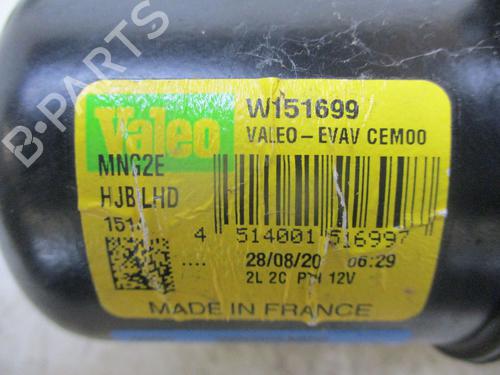 B-PARTS
Valeo
W151699
VALEO-EVAV CEM00
MNG2E
HJB LHD
4 514001 516997
.... 28/08/20 06:29
2L 2C 12V
MADE IN FRANCE